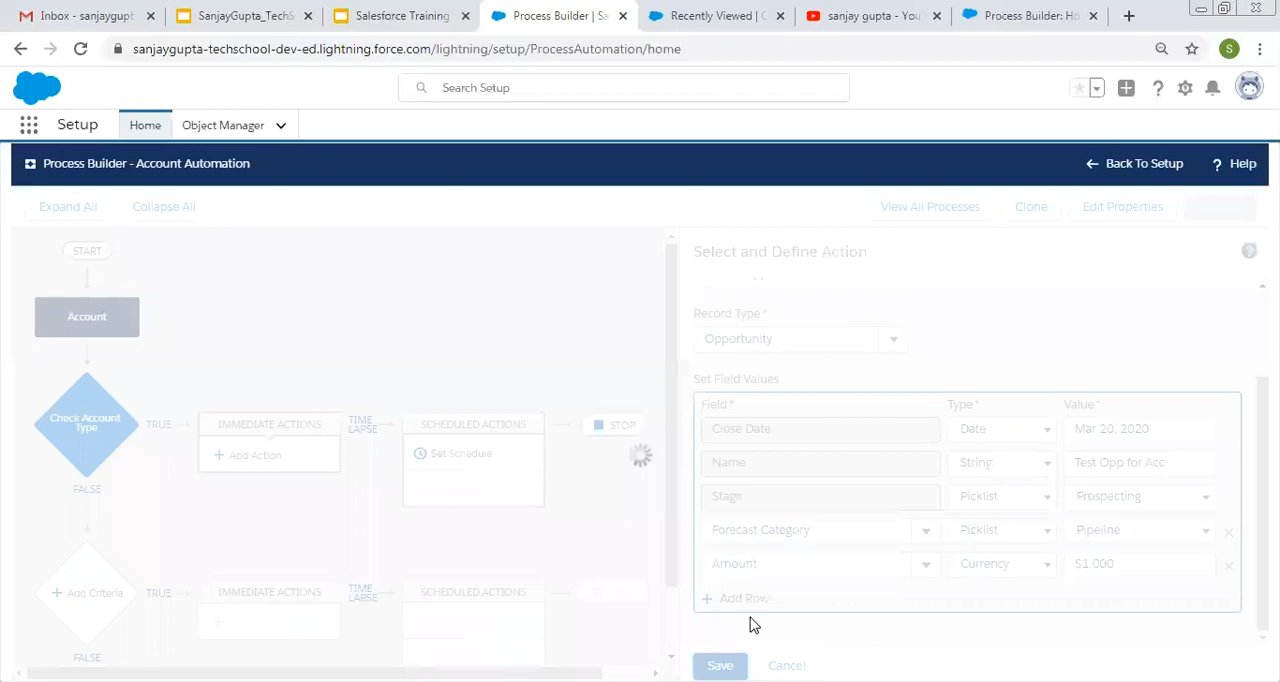 Inbox - sanjaygupt
SanjayGupta_TechS
Salesforce Training
Process Builder | Sa
Recently Viewed | C
sanjay gupta - YouT
Process Builder: Ho
sanjaygupta-techschool-dev-ed.lightning.force.com/lightning/setup/ProcessAutomation/home
S
Search Setup
Setup
Home
Object Manager
Process Builder - Account Automation
Back To Setup
? Help
Expand All
Collapse All
View All Processes
Clone
Edit Properties
START
Account
Check Account Type
TRUE
IMMEDIATE ACTIONS
+ Add Action
TIME LAPSE
SCHEDULED ACTIONS
Set Schedule
STOP
FALSE
+ Add Criteria
TRUE
IMMEDIATE ACTIONS
TIME LAPSE
SCHEDULED ACTIONS
FALSE
Select and Define Action
Record Type*
Opportunity
Set Field Values
Field* Type* Value*
Close Date Date Mar 20, 2020
Name String Test Opp for Acc
Stage Picklist Prospecting
Forecast Category Picklist Pipeline
Amount Currency $1,000
+ Add Row
Save
Cancel